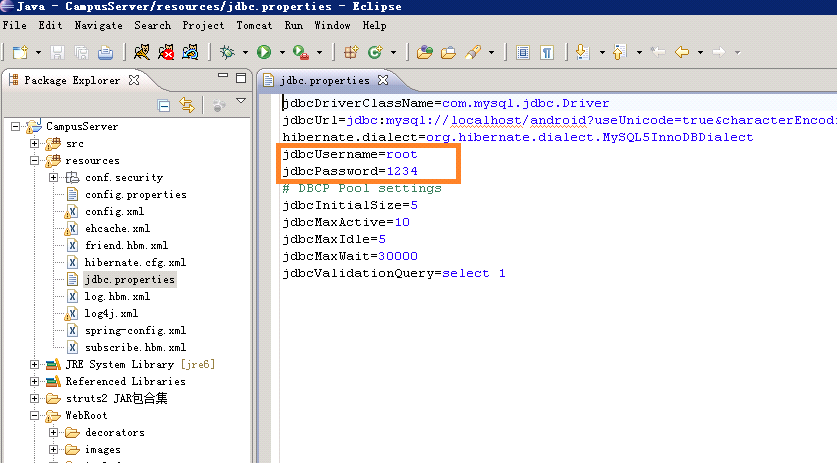 Java - CampusServer/resources/jdbc.properties - Eclipse
File Edit Navigate Search Project Tomcat Run Window Help
Package Explorer
jdbc.properties
CampusServer
src
resources
conf.security
config.properties
config.xml
ehcache.xml
friend.hbm.xml
hibernate.cfg.xml
jdbc.properties
log.hbm.xml
log4j.xml
spring-config.xml
subscribe.hbm.xml
JRE System Library [jre6]
Referenced Libraries
struts2 JAR包合集
WebRoot
decorators
images
jdbcDriverClassName=com.mysql.jdbc.Driver
jdbcUrl=jdbc:mysql://localhost/android?useUnicode=true&characterEncodi
hibernate.dialect=org.hibernate.dialect.MySQL5InnoDBDialect
jdbcUsername=root
jdbcPassword=1234
# DBCP Pool settings
jdbcInitialSize=5
jdbcMaxActive=10
jdbcMaxIdle=5
jdbcMaxWait=30000
jdbcValidationQuery=select 1